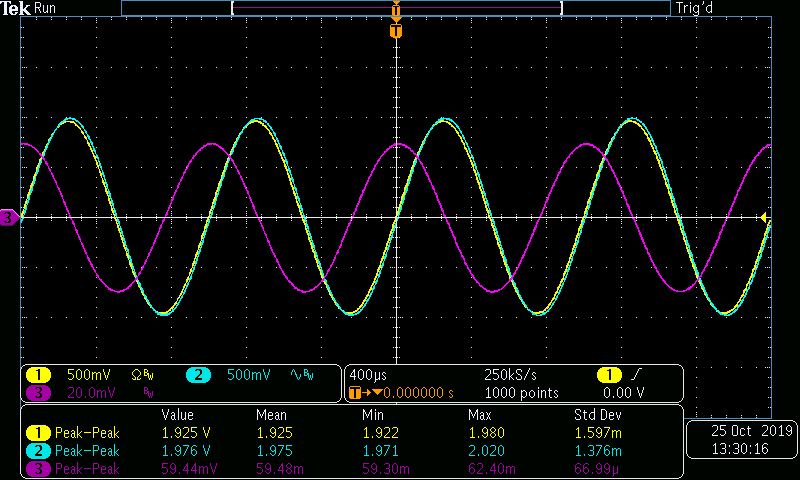 Tek Run Trig'd
T
T
3
1 500mV Ω BW 2 500mV ∿ BW
3 20.0mV BW
400µs 250kS/s 1 /
T→▼0.000000 s 1000 points 0.00 V
Value Mean Min Max Std Dev
1 Peak–Peak 1.925 V 1.925 1.922 1.980 1.597m
2 Peak–Peak 1.976 V 1.975 1.971 2.020 1.376m
3 Peak–Peak 59.44mV 59.48m 59.30m 62.40m 66.99µ
25 Oct 2019
13:30:16